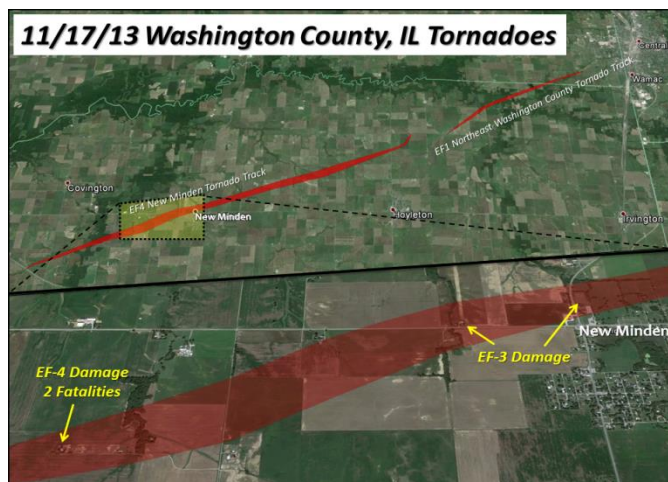 11/17/13 Washington County, IL Tornadoes
Central
Wamac
EF1 Northeast Washington County Tornado Track
Covington
EF4 New Minden Tornado Track
New Minden
Hoyleton
Irvington
New Minden
EF-3 Damage
EF-4 Damage
2 Fatalities